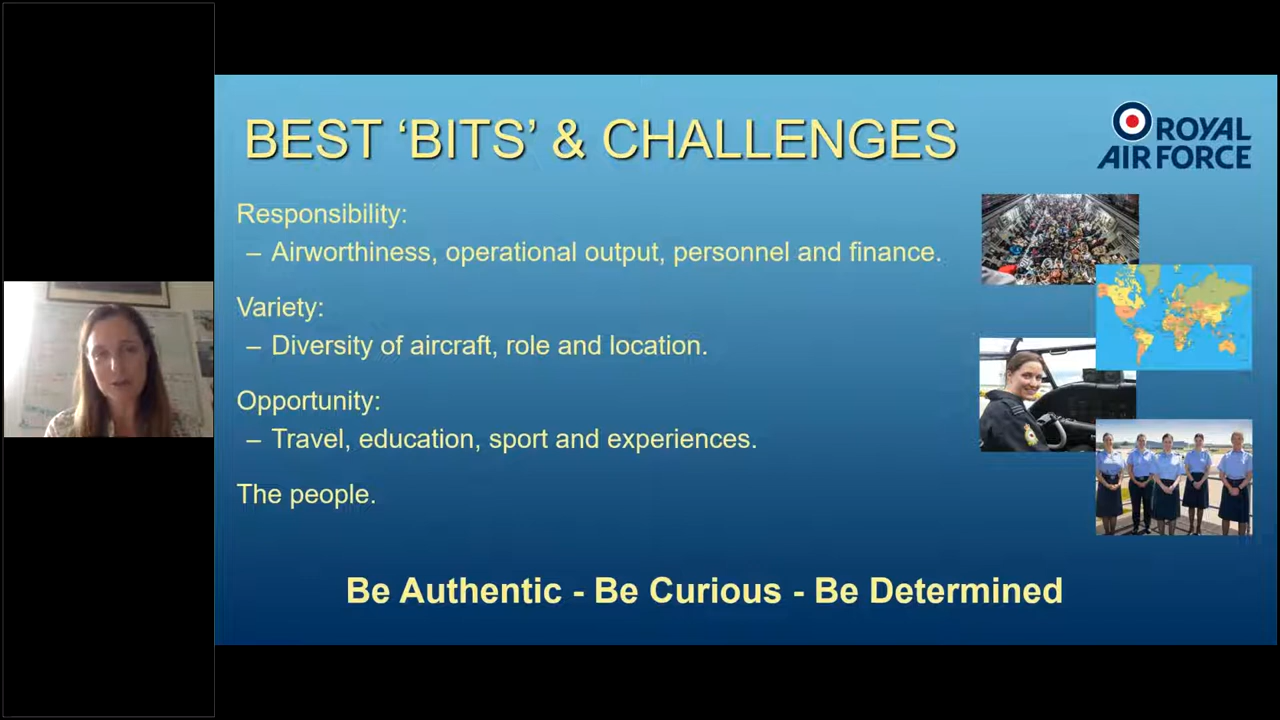 BEST ‘BITS’ & CHALLENGES
ROYAL
AIR FORCE
Responsibility:
– Airworthiness, operational output, personnel and finance.
Variety:
– Diversity of aircraft, role and location.
Opportunity:
– Travel, education, sport and experiences.
The people.
Be Authentic - Be Curious - Be Determined